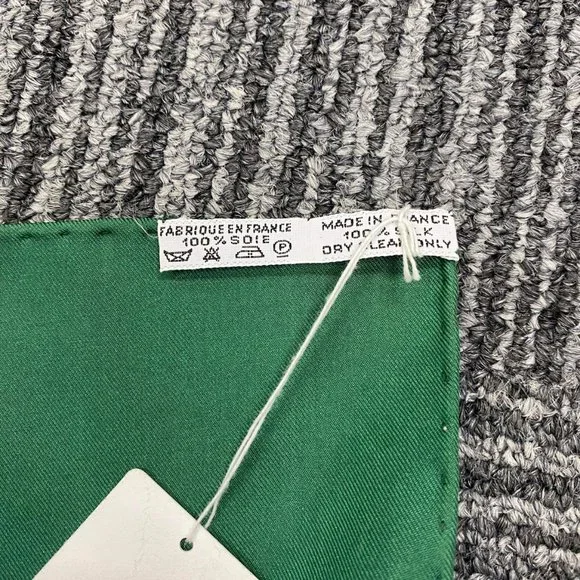 FABRIQUE EN FRANCE
100% SOIE
P
MADE IN FRANCE
100% SILK
DRY CLEAN ONLY